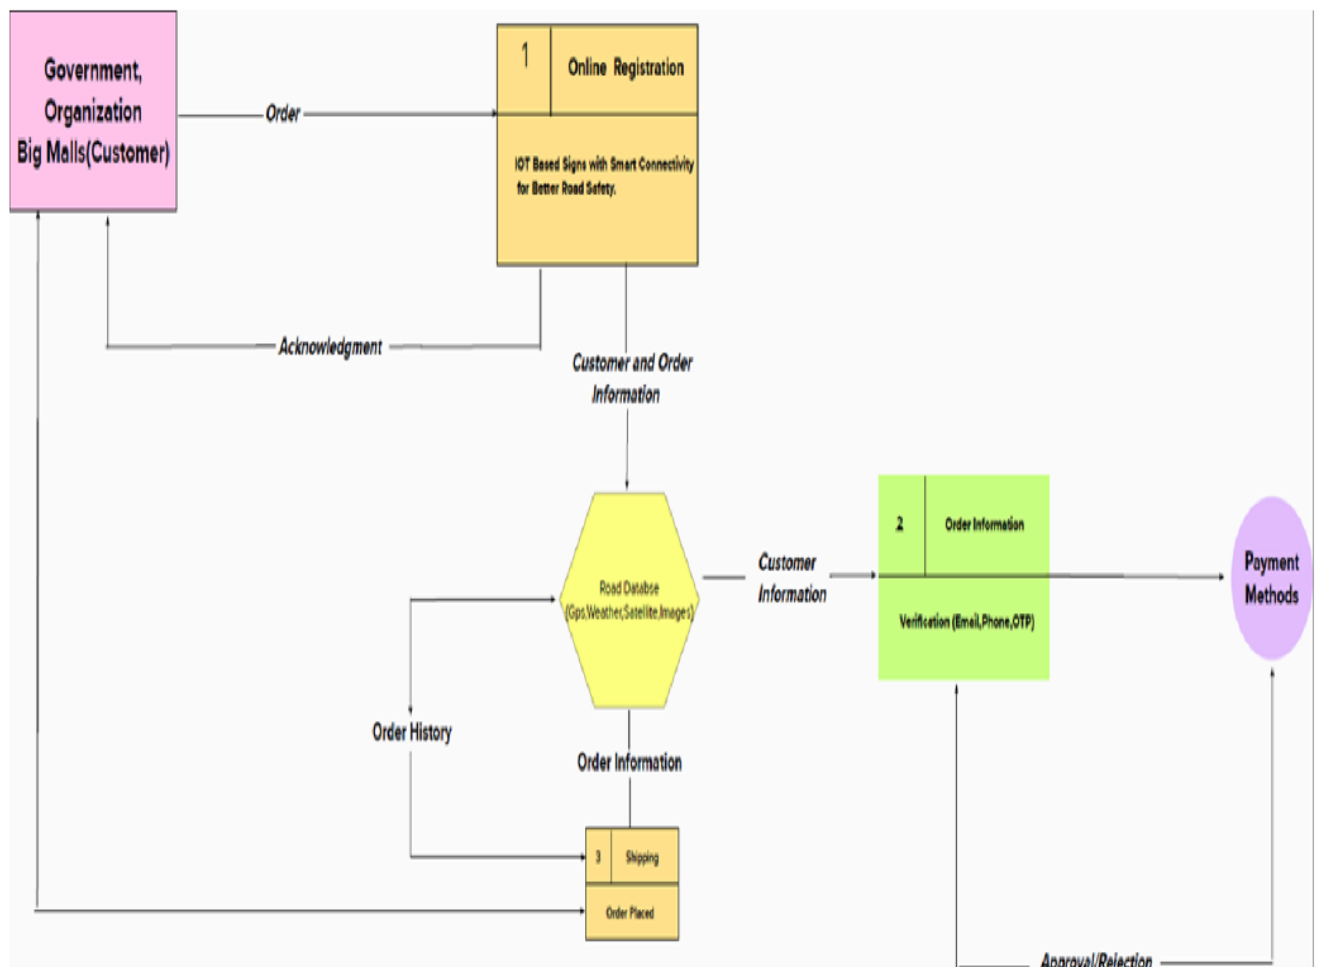 Government,
Organization
Big Malls(Customer)
Order
1
Online Registration
IOT Based Signs with Smart Connectivity
for Better Road Safety.
Acknowledgment
Customer and Order
Information
Road Databse
(Gps,Weather,Satellite,Images)
Customer
Information
2
Order Information
Verification (Email,Phone,OTP)
Payment
Methods
Order History
Order Information
3
Shipping
Order Placed
Approval/Rejection